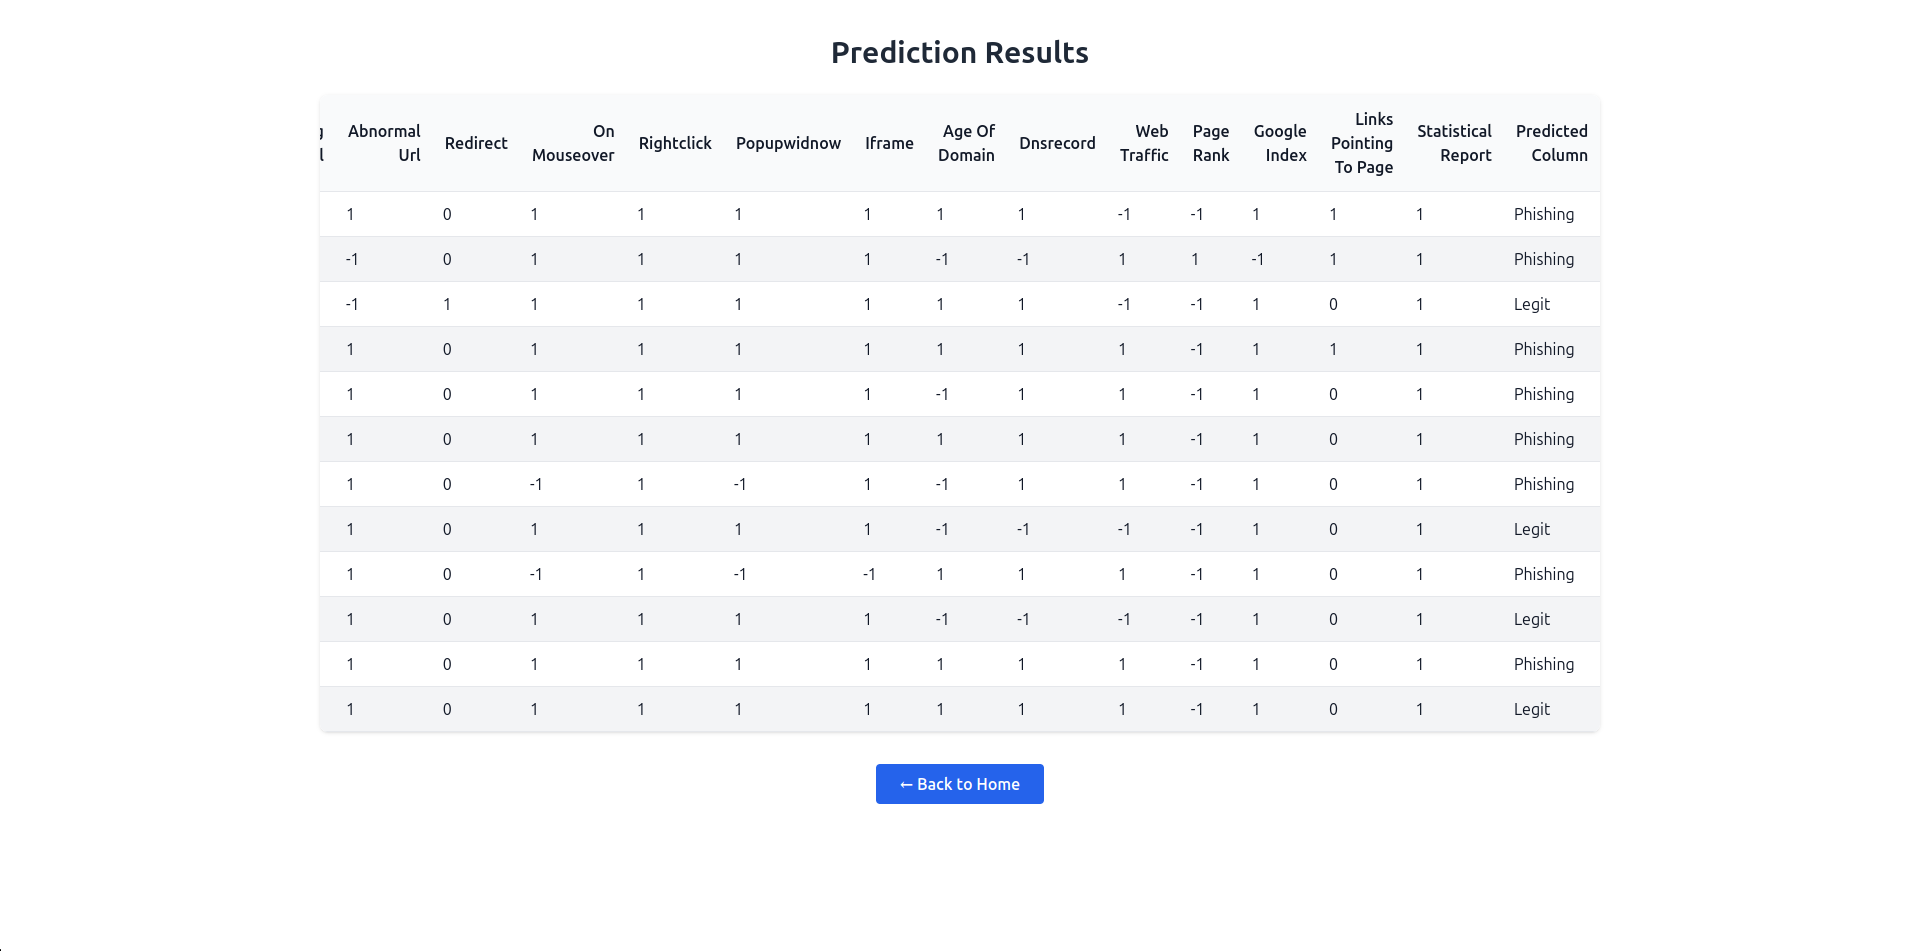 Prediction Results
Abnormal Url Redirect On Mouseover Rightclick Popupwidnow Iframe Age Of Domain Dnsrecord Web Traffic Page Rank Google Index Links Pointing To Page Statistical Report Predicted Column
1 0 1 1 1 1 1 1 -1 -1 1 1 1 Phishing
-1 0 1 1 1 1 -1 -1 1 1 -1 1 1 Phishing
-1 1 1 1 1 1 1 1 -1 -1 1 0 1 Legit
1 0 1 1 1 1 1 1 1 -1 1 1 1 Phishing
1 0 1 1 1 1 -1 1 1 -1 1 0 1 Phishing
1 0 1 1 1 1 1 1 1 -1 1 0 1 Phishing
1 0 -1 1 -1 1 -1 1 1 -1 1 0 1 Phishing
1 0 1 1 1 1 -1 -1 -1 -1 1 0 1 Legit
1 0 -1 1 -1 -1 1 1 1 -1 1 0 1 Phishing
1 0 1 1 1 1 -1 -1 -1 -1 1 0 1 Legit
1 0 1 1 1 1 1 1 1 -1 1 0 1 Phishing
1 0 1 1 1 1 1 1 1 -1 1 0 1 Legit
← Back to Home